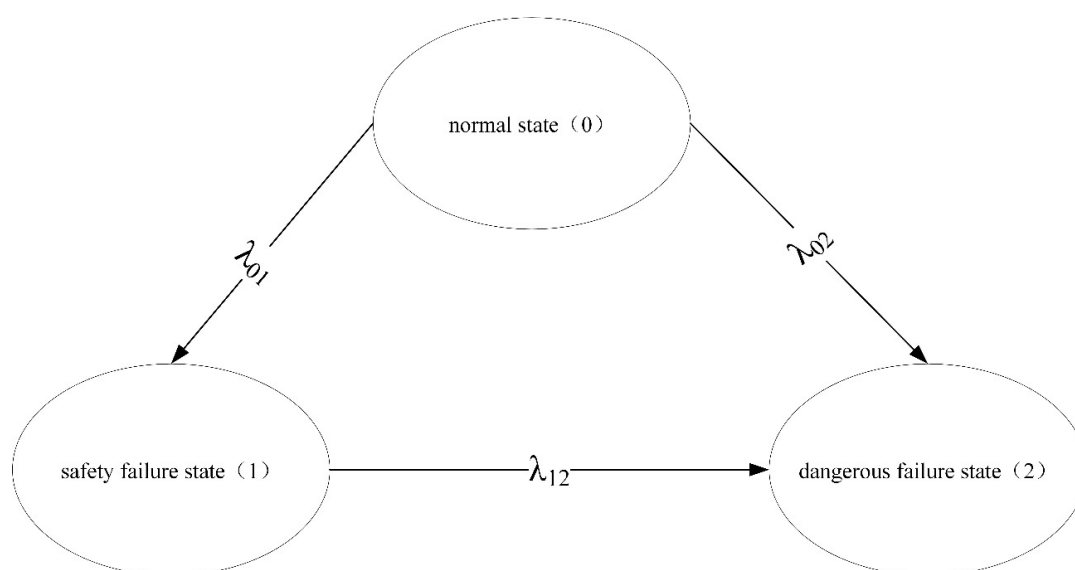 normal state（0）
λ01
λ02
safety failure state（1）
λ12
dangerous failure state（2）